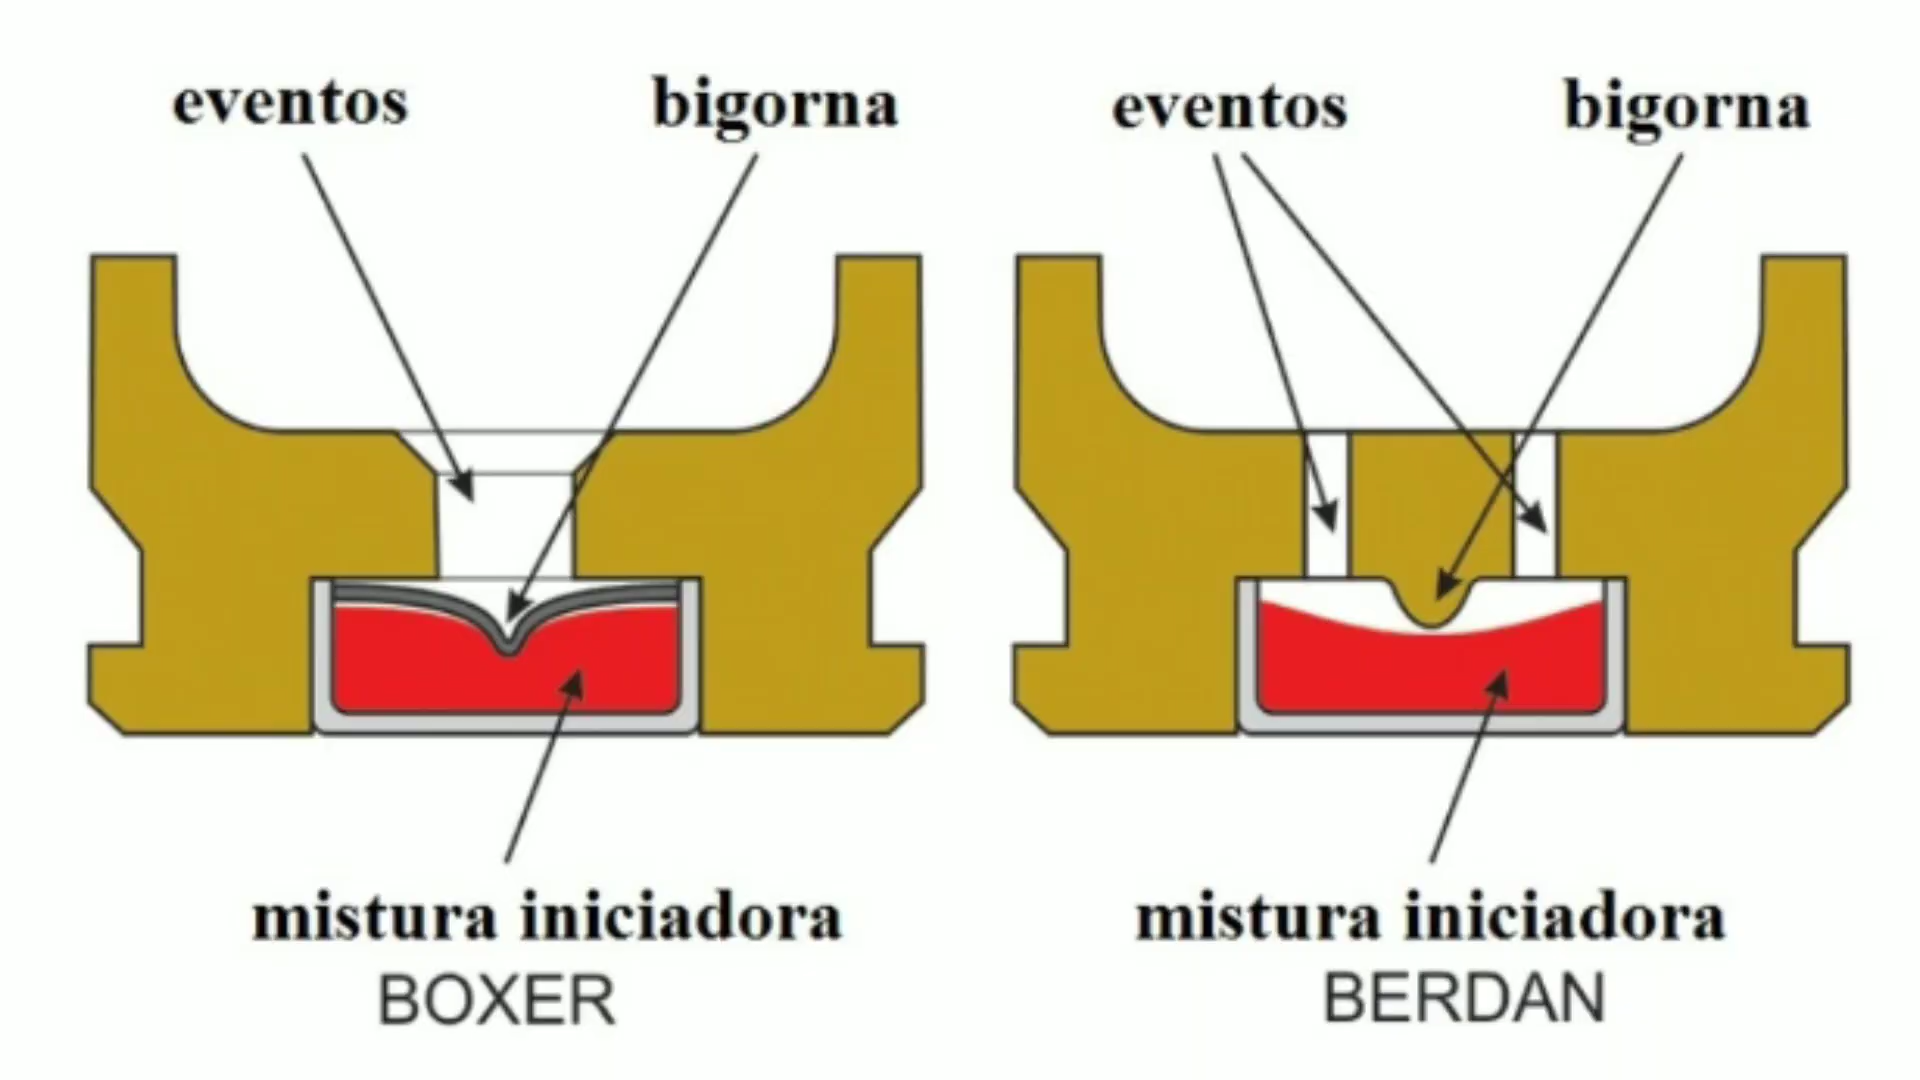 eventos
bigorna
eventos
bigorna
mistura iniciadora
BOXER
mistura iniciadora
BERDAN